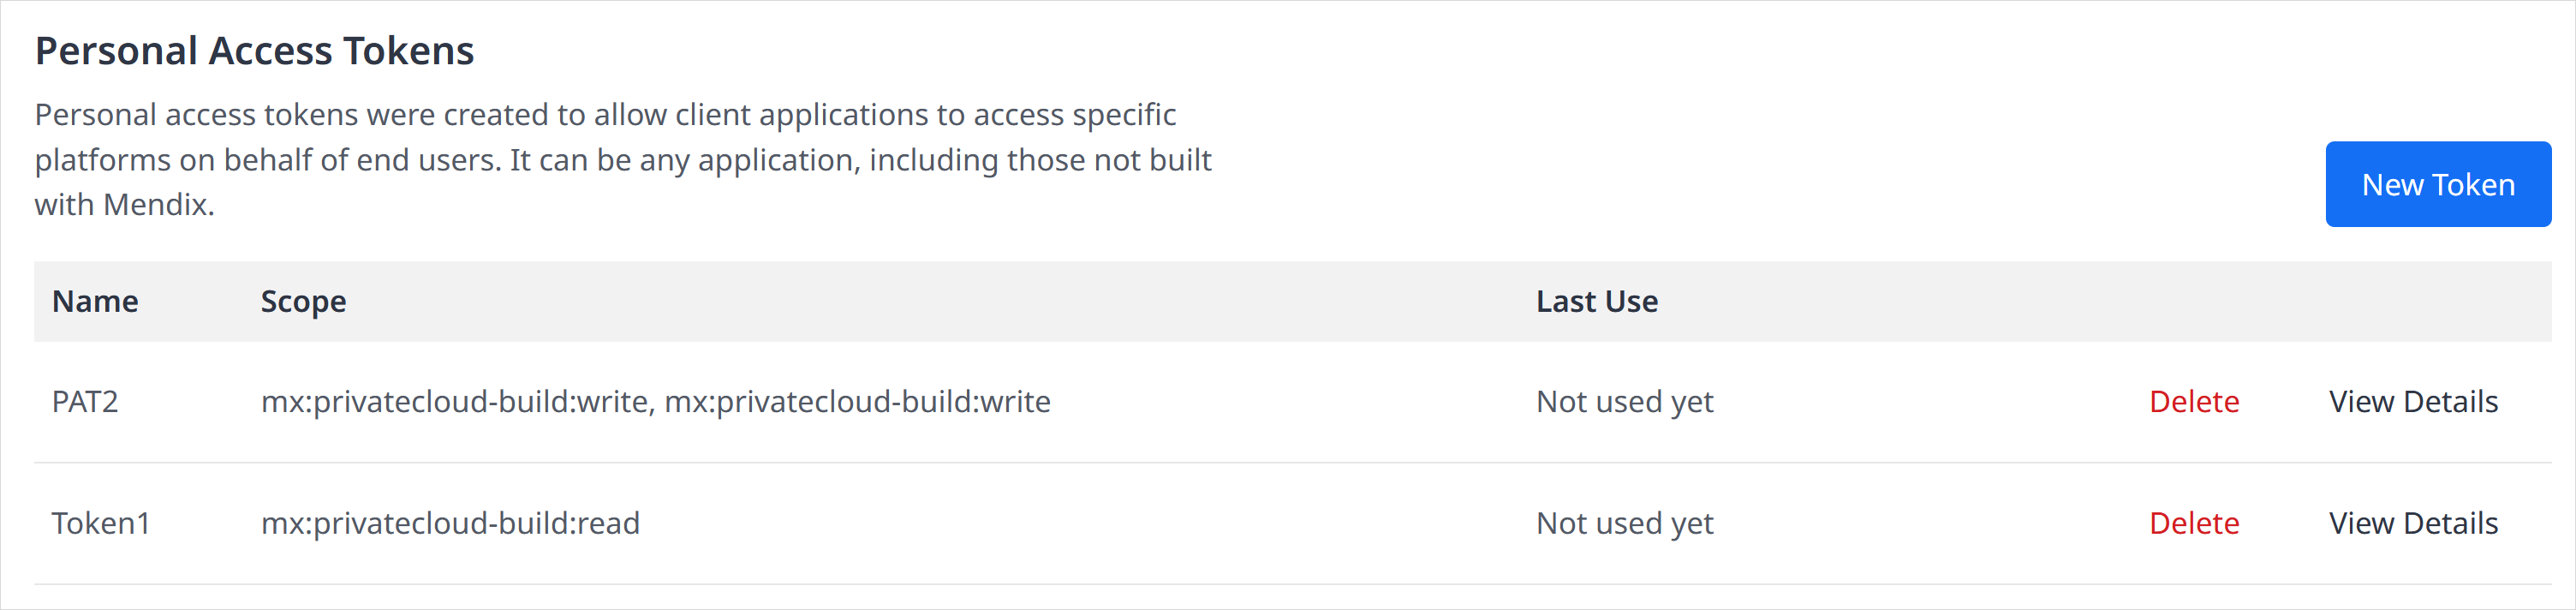 Personal Access Tokens
Personal access tokens were created to allow client applications to access specific
platforms on behalf of end users. It can be any application, including those not built
with Mendix.
New Token
Name Scope Last Use
PAT2 mx:privatecloud-build:write, mx:privatecloud-build:write Not used yet Delete View Details
Token1 mx:privatecloud-build:read Not used yet Delete View Details